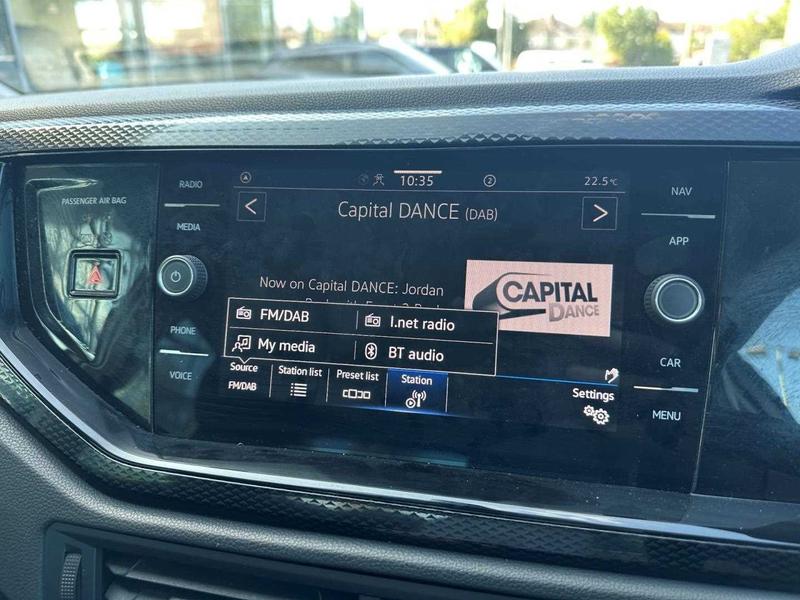 PASSENGER AIR BAG
RADIO
MEDIA
PHONE
VOICE
10:35
2
22.5°C
Capital DANCE (DAB)
Now on Capital DANCE: Jordan
CAPITAL
DANCE
FM/DAB
I.net radio
My media
BT audio
Source
FM/DAB
Station list
Preset list
Station
Settings
NAV
APP
CAR
MENU